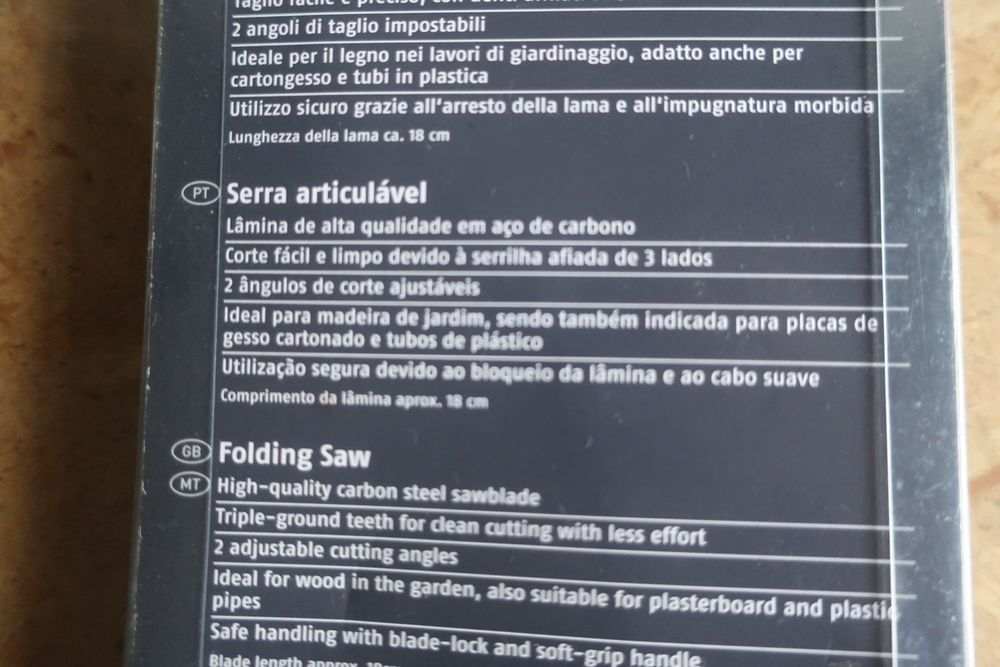 Taglio facile e preciso, con denti
2 angoli di taglio impostabili
Ideale per il legno nei lavori di giardinaggio, adatto anche per
cartongesso e tubi in plastica
Utilizzo sicuro grazie all'arresto della lama e all'impugnatura morbida
Lunghezza della lama ca. 18 cm
PT Serra articulável
Lâmina de alta qualidade em aço de carbono
Corte fácil e limpo devido à serrilha afiada de 3 lados
2 ângulos de corte ajustáveis
Ideal para madeira de jardim, sendo também indicada para placas de
gesso cartonado e tubos de plástico
Utilização segura devido ao bloqueio da lâmina e ao cabo suave
Comprimento da lâmina aprox. 18 cm
GB Folding Saw
MT High-quality carbon steel sawblade
Triple-ground teeth for clean cutting with less effort
2 adjustable cutting angles
Ideal for wood in the garden, also suitable for plasterboard and plastic
pipes
Safe handling with blade-lock and soft-grip handle
Blade length approx. 18cm